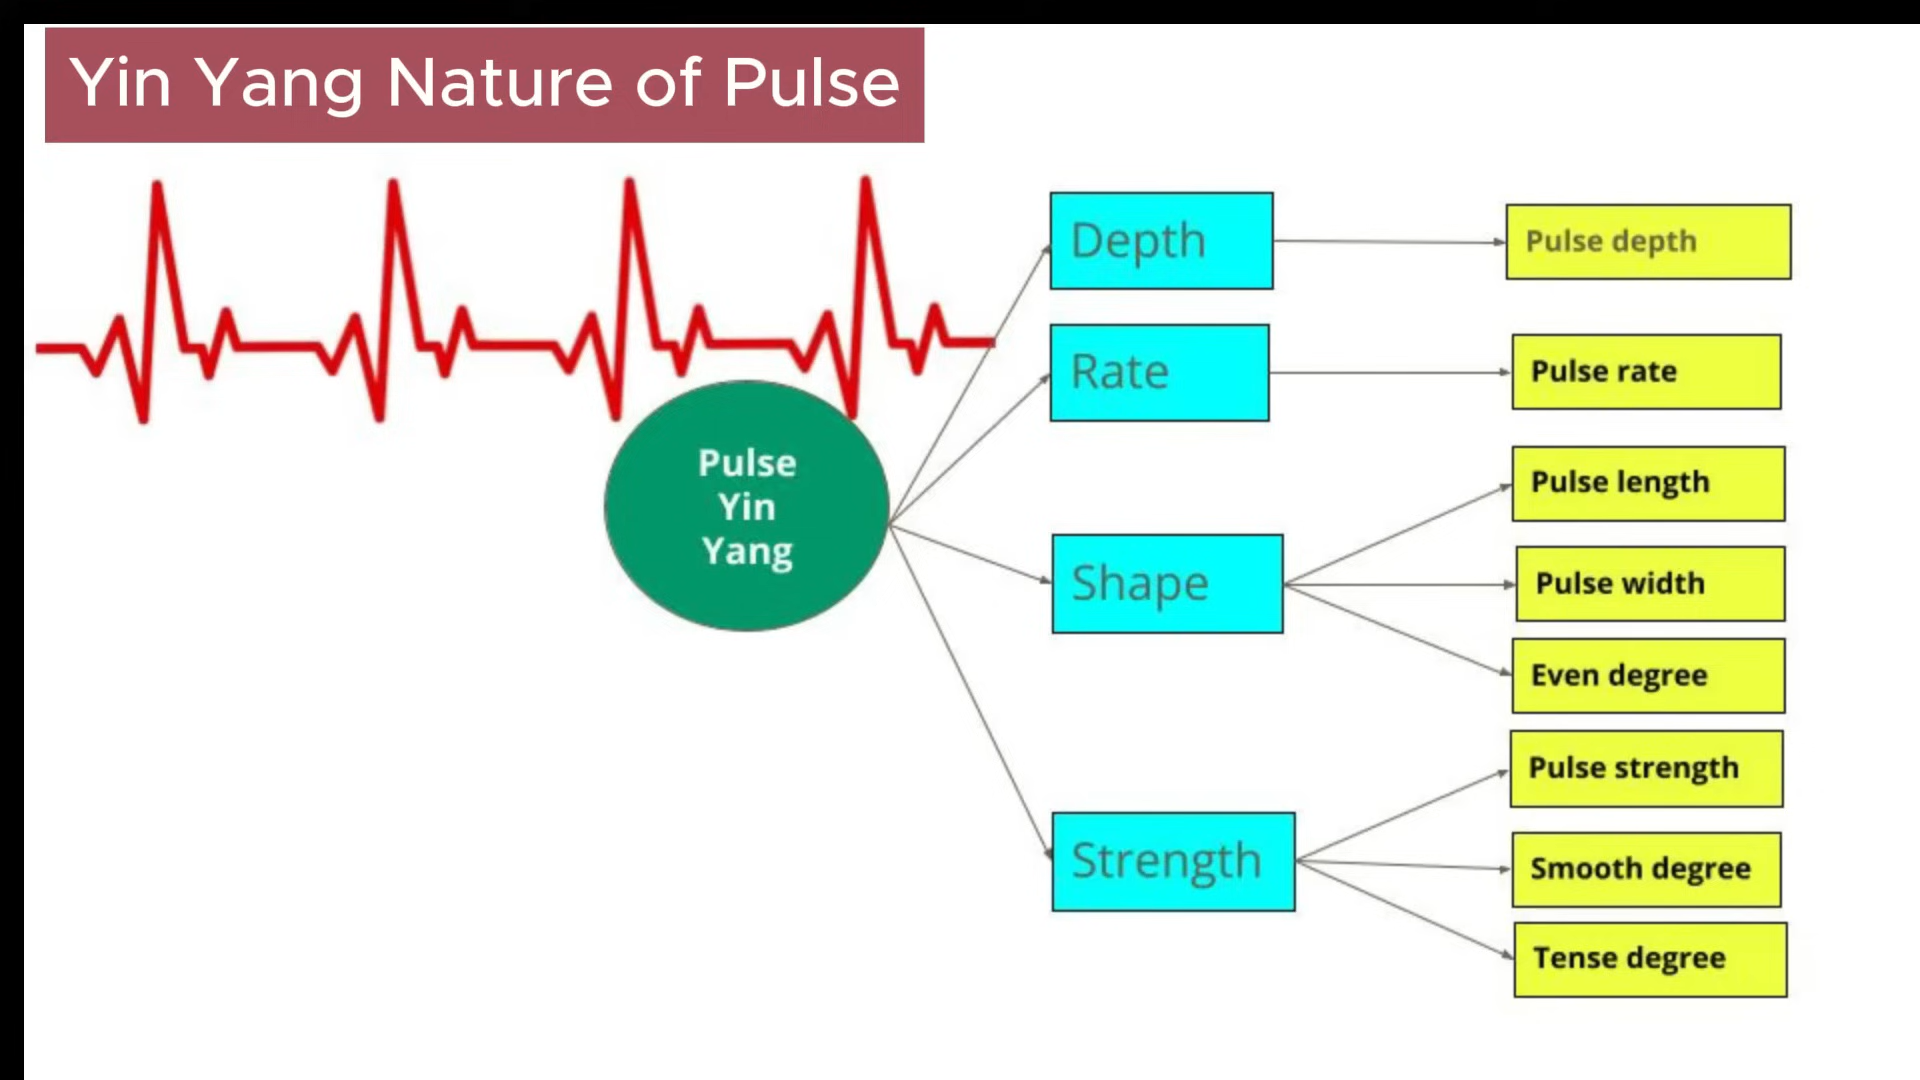 Yin Yang Nature of Pulse
Pulse
Yin
Yang
Depth
Pulse depth
Rate
Pulse rate
Shape
Pulse length
Pulse width
Even degree
Strength
Pulse strength
Smooth degree
Tense degree